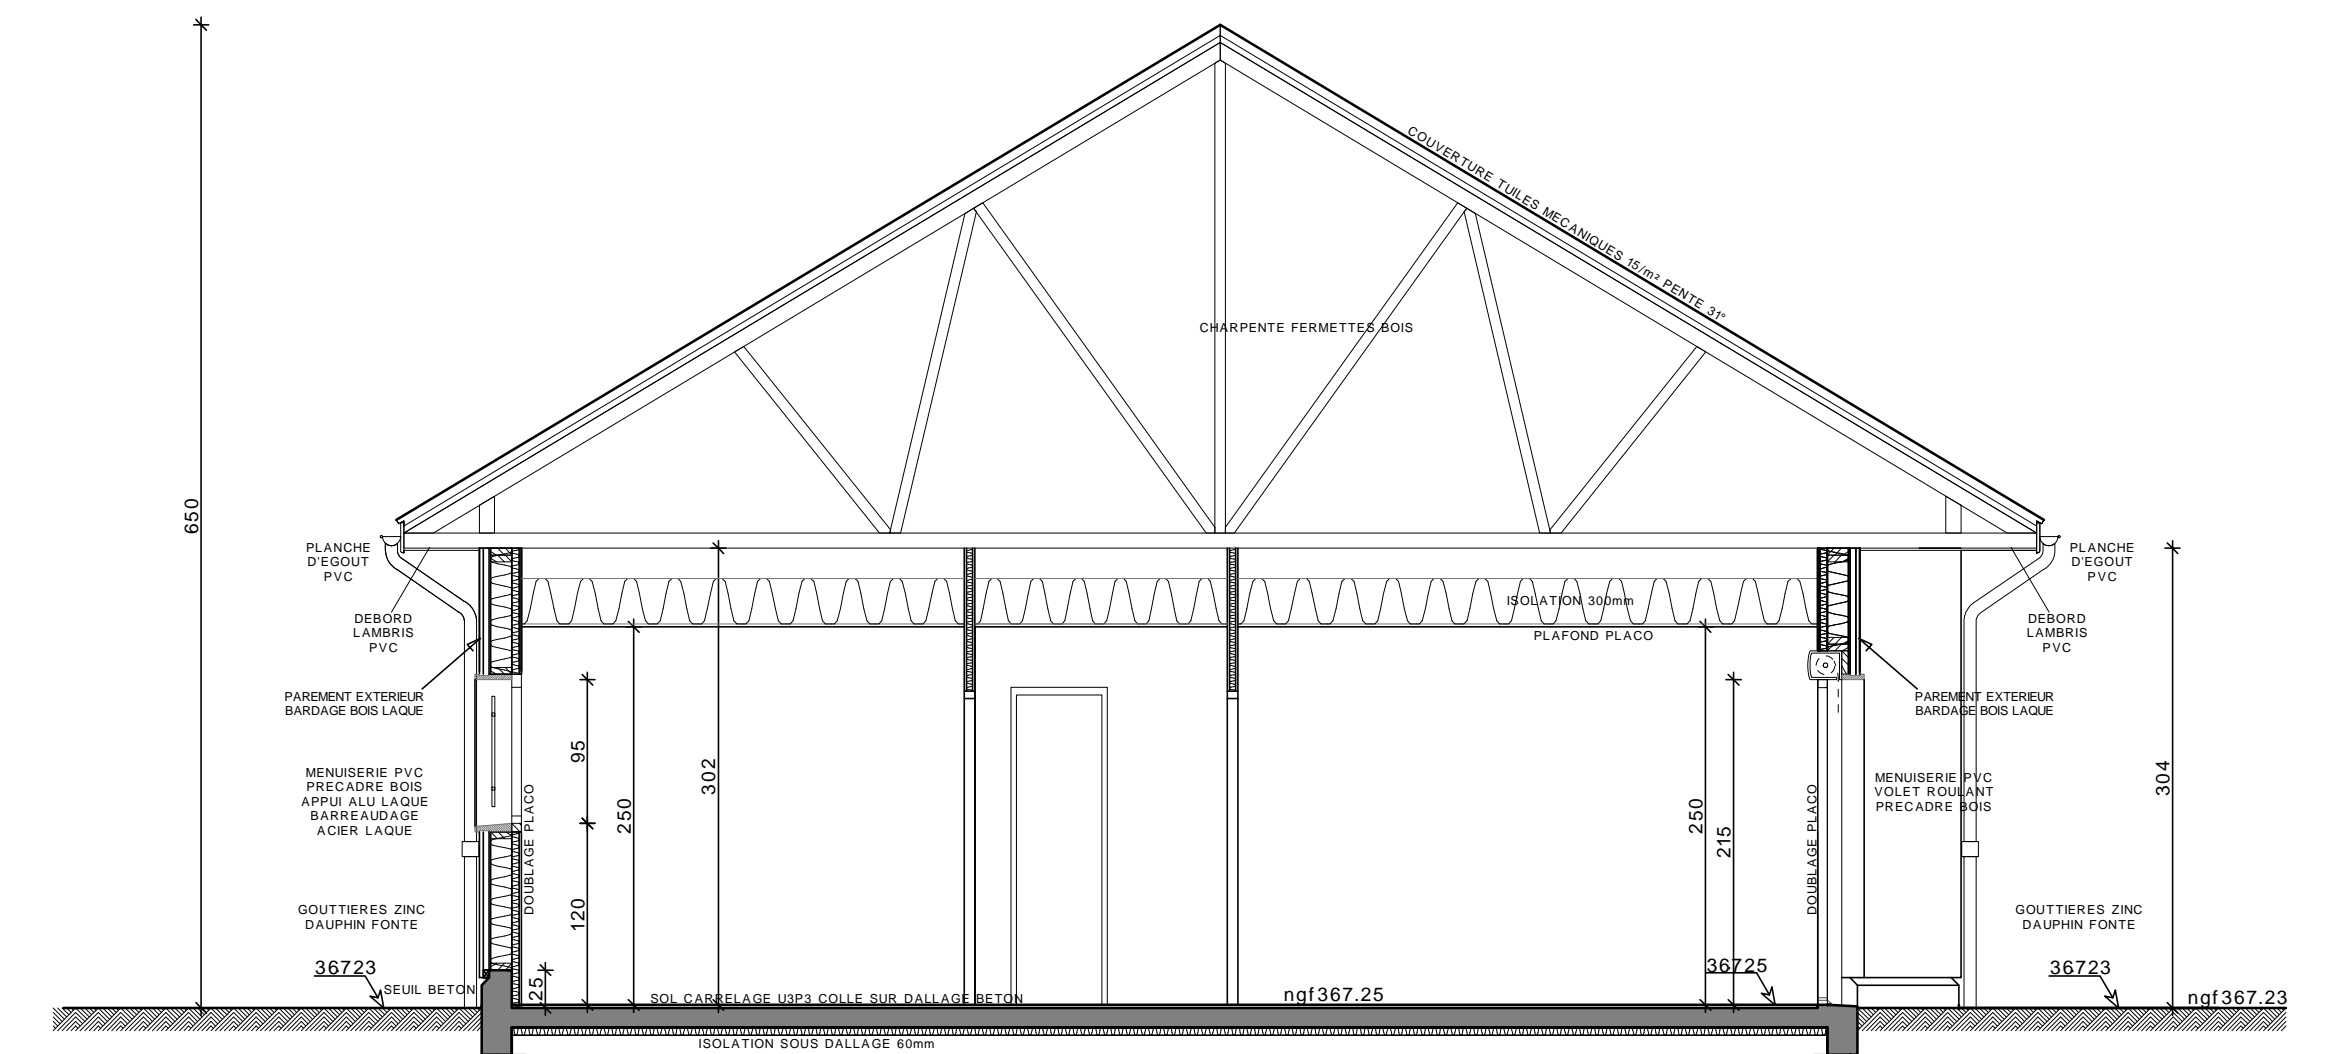 COUVERTURE TUILES MECANIQUES 15/m² PENTE 31°
CHARPENTE FERMETTES BOIS
650
PLANCHE
D'EGOUT
PVC
PLANCHE
D'EGOUT
PVC
ISOLATION 300mm
PLAFOND PLACO
DEBORD
LAMBRIS
PVC
DEBORD
LAMBRIS
PVC
PAREMENT EXTERIEUR
BARDAGE BOIS LAQUE
PAREMENT EXTERIEUR
BARDAGE BOIS LAQUE
MENUISERIE PVC
PRECADRE BOIS
APPUI ALU LAQUE
BARREAUDAGE
ACIER LAQUE
DOUBLAGE PLACO
95
120
25
250
302
250
215
DOUBLAGE PLACO
MENUISERIE PVC
VOLET ROULANT
PRECADRE BOIS
304
GOUTTIERES ZINC
DAUPHIN FONTE
GOUTTIERES ZINC
DAUPHIN FONTE
36723
SEUIL BETON
SOL CARRELAGE U3P3 COLLE SUR DALLAGE BETON
ngf367.25
36725
36723
ngf367.23
ISOLATION SOUS DALLAGE 60mm